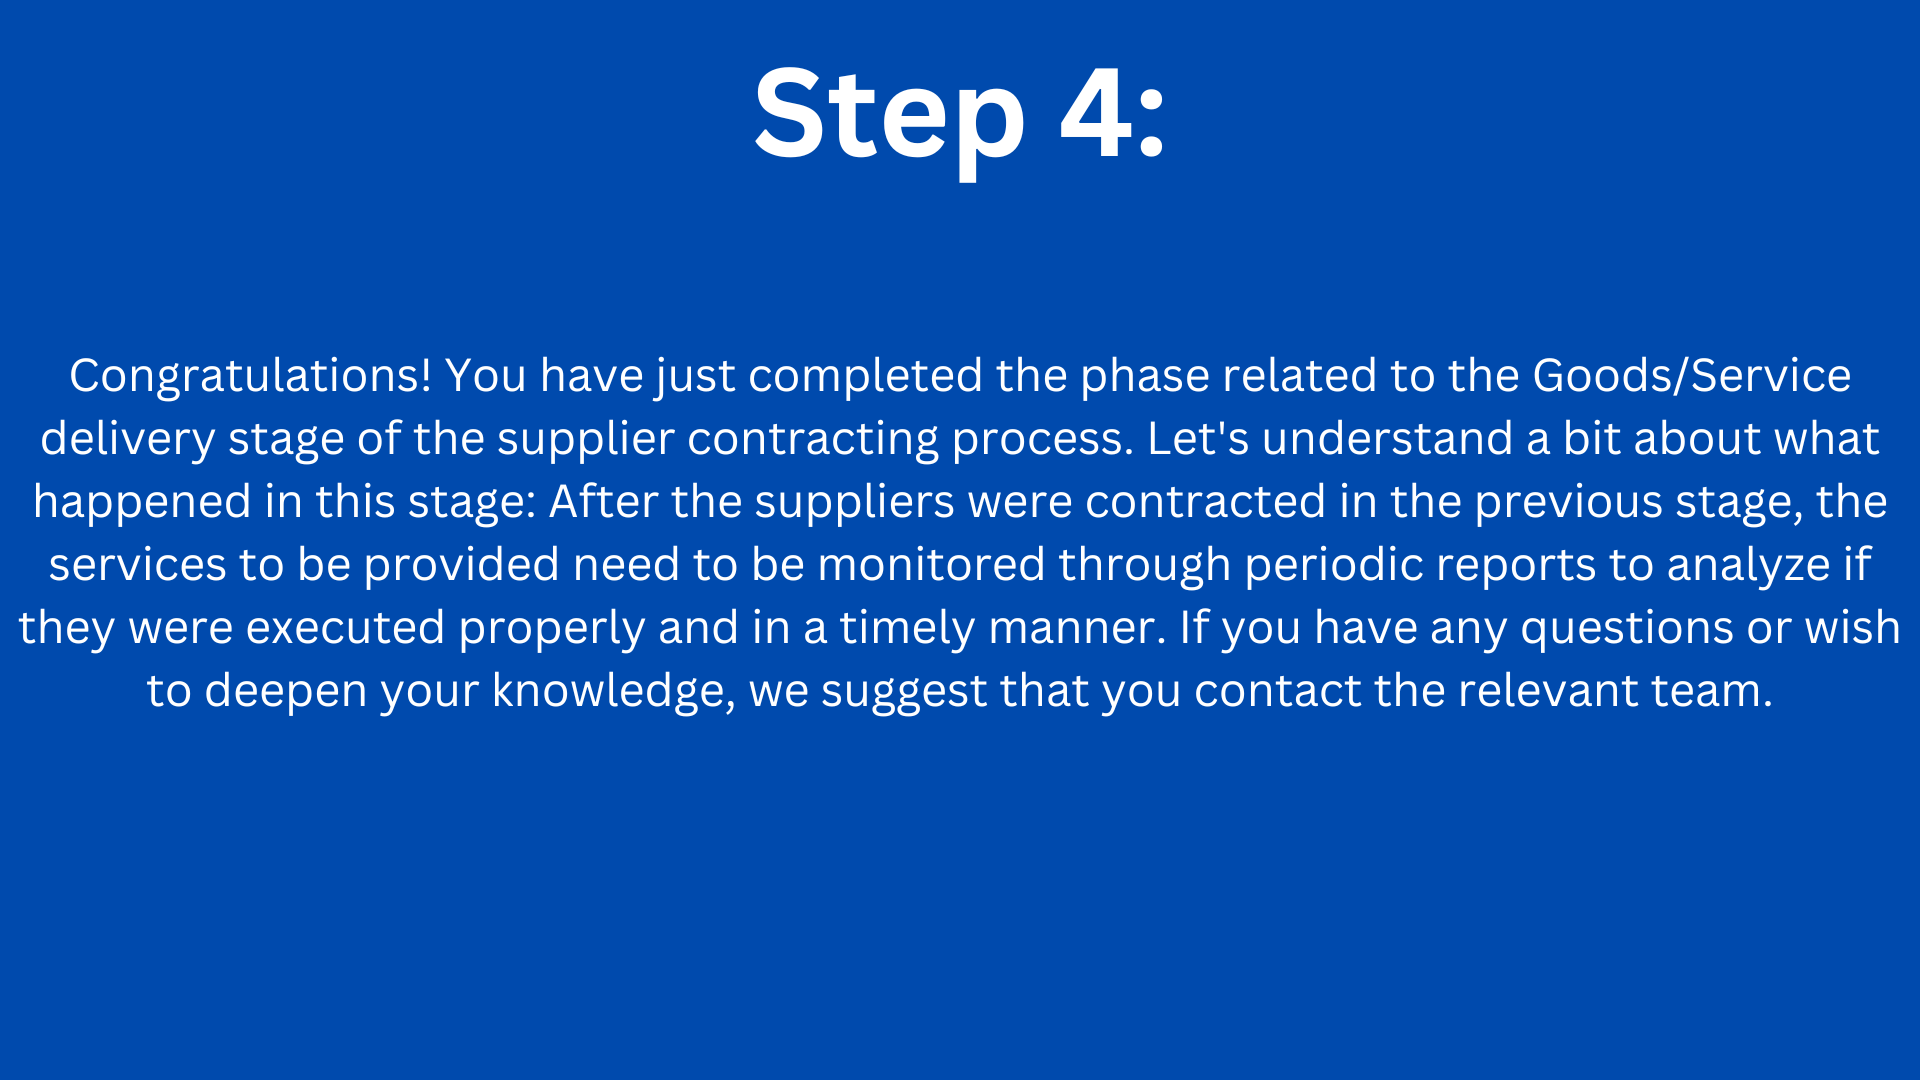 Step 4:
Congratulations! You have just completed the phase related to the Goods/Service
delivery stage of the supplier contracting process. Let's understand a bit about what
happened in this stage: After the suppliers were contracted in the previous stage, the
services to be provided need to be monitored through periodic reports to analyze if
they were executed properly and in a timely manner. If you have any questions or wish
to deepen your knowledge, we suggest that you contact the relevant team.